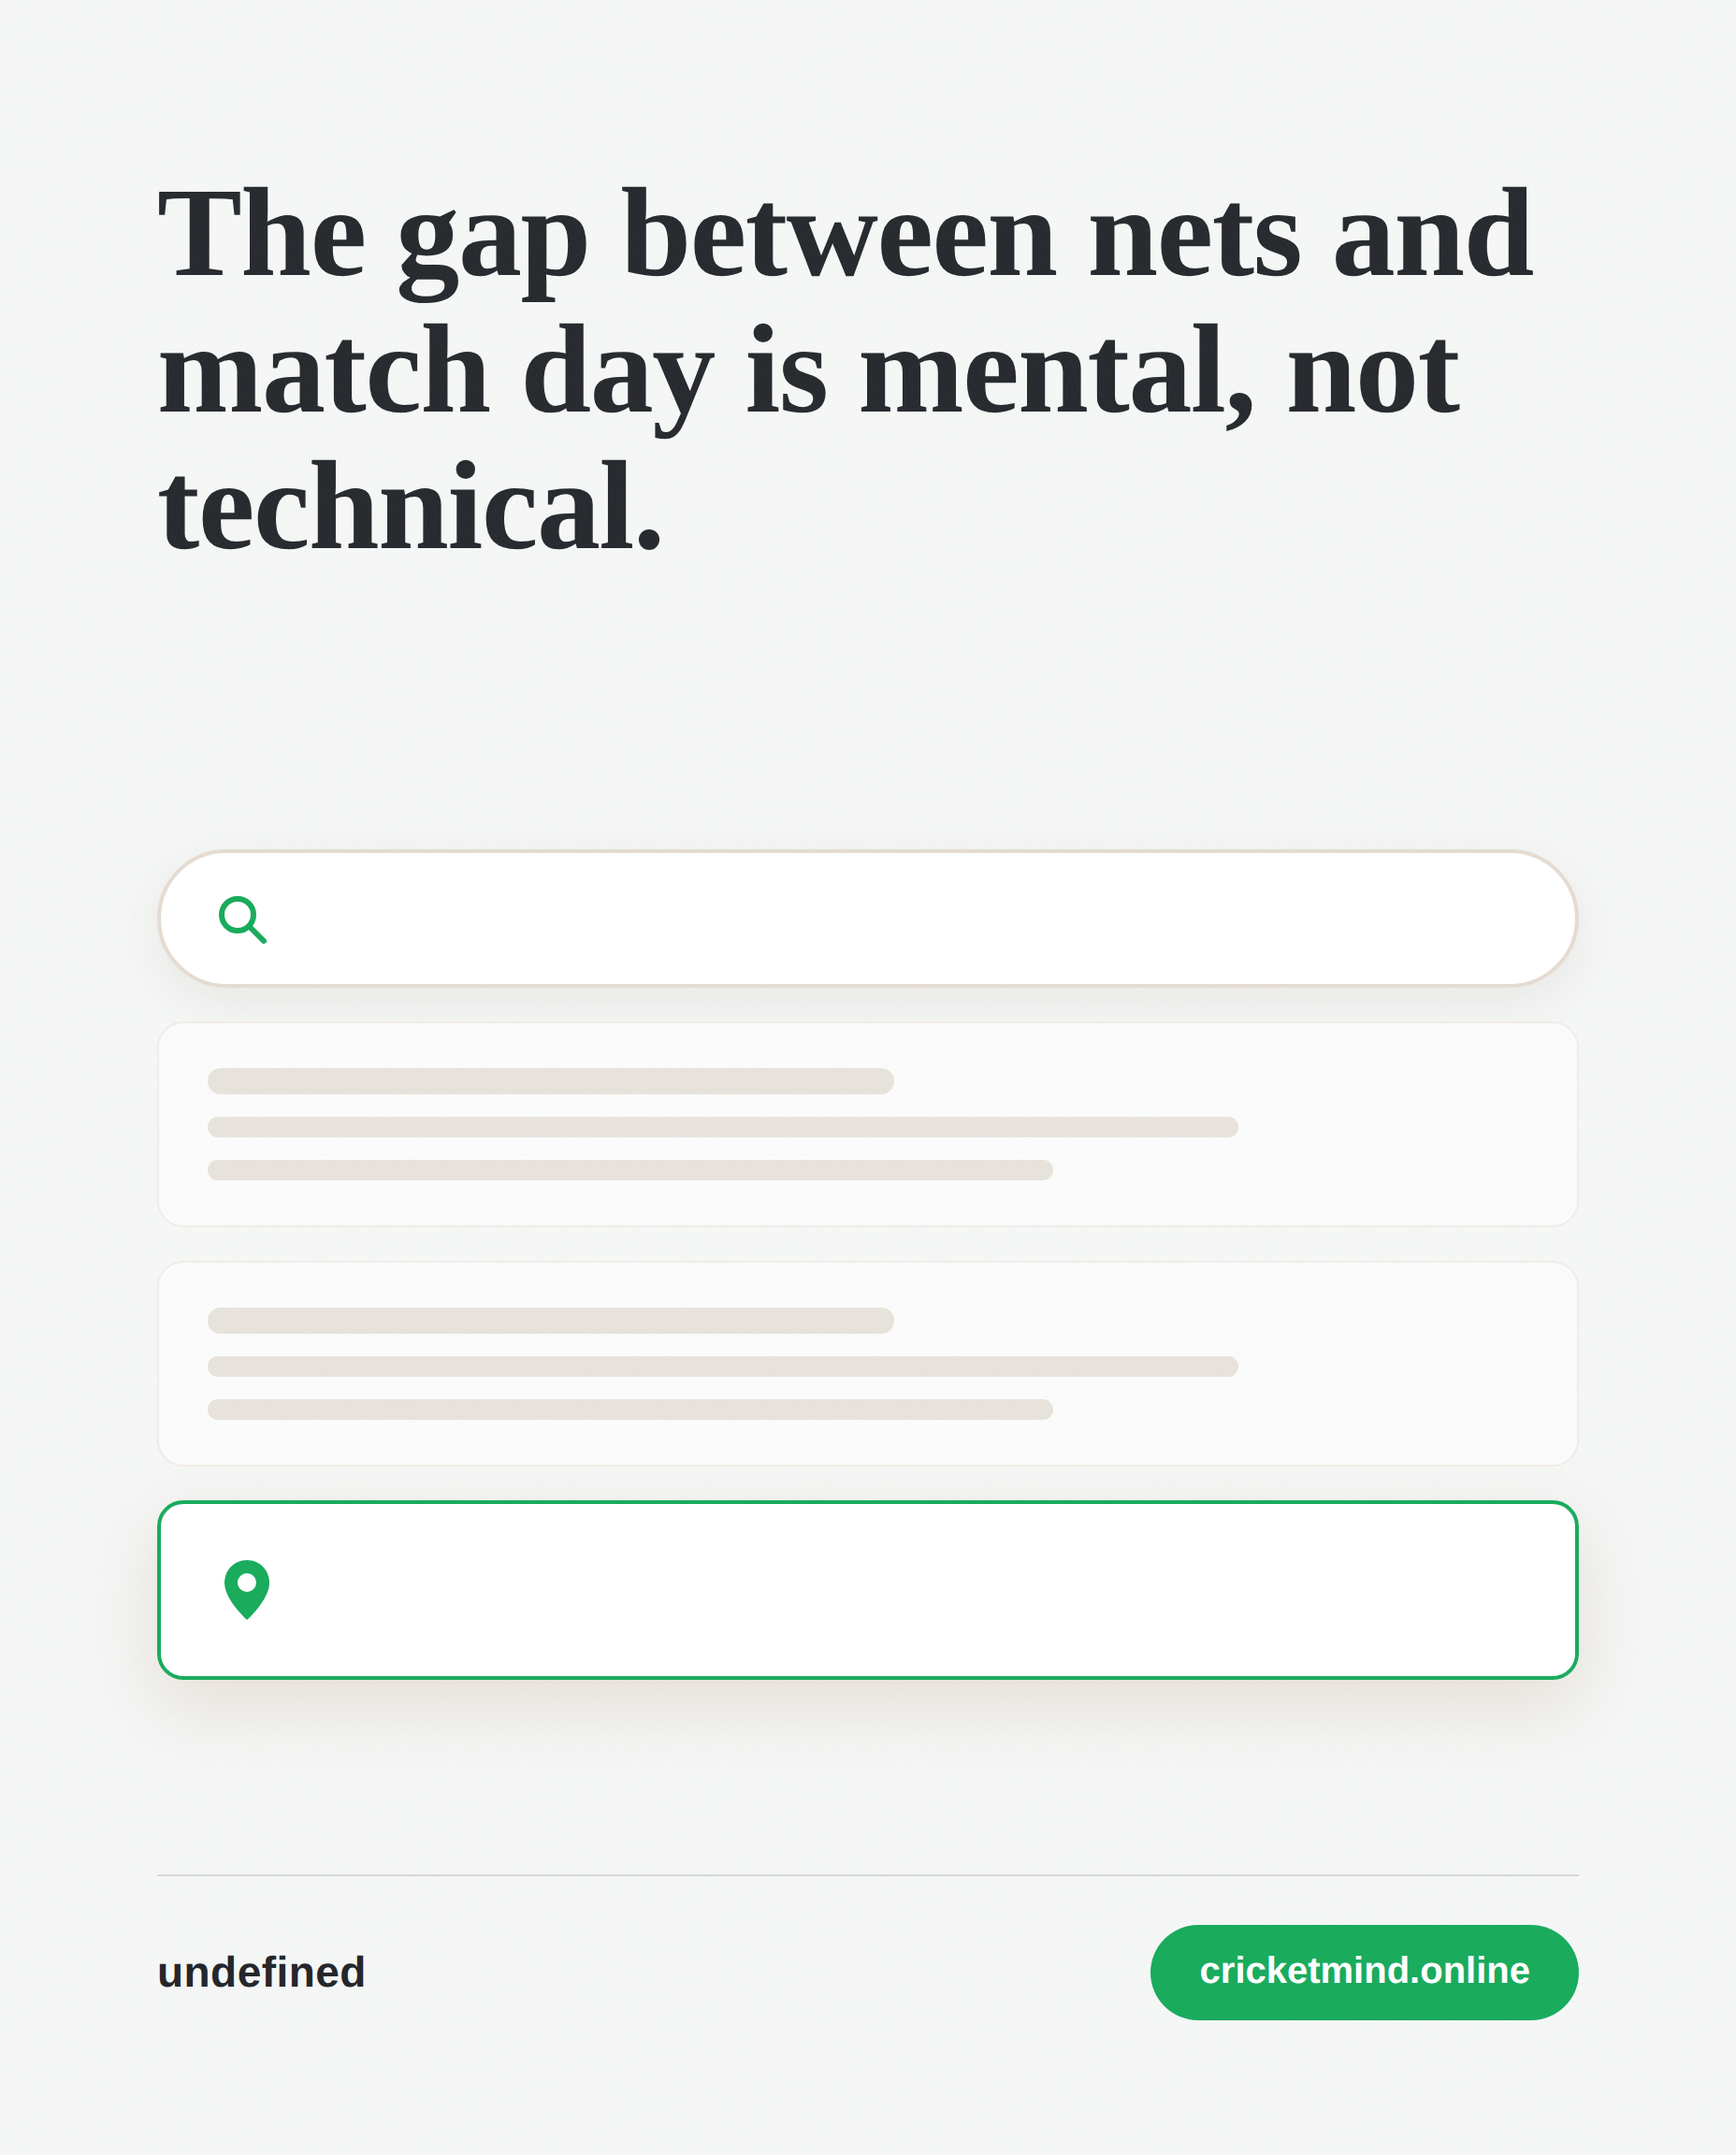 The gap between nets and
match day is mental, not
technical.
undefined
cricketmind.online